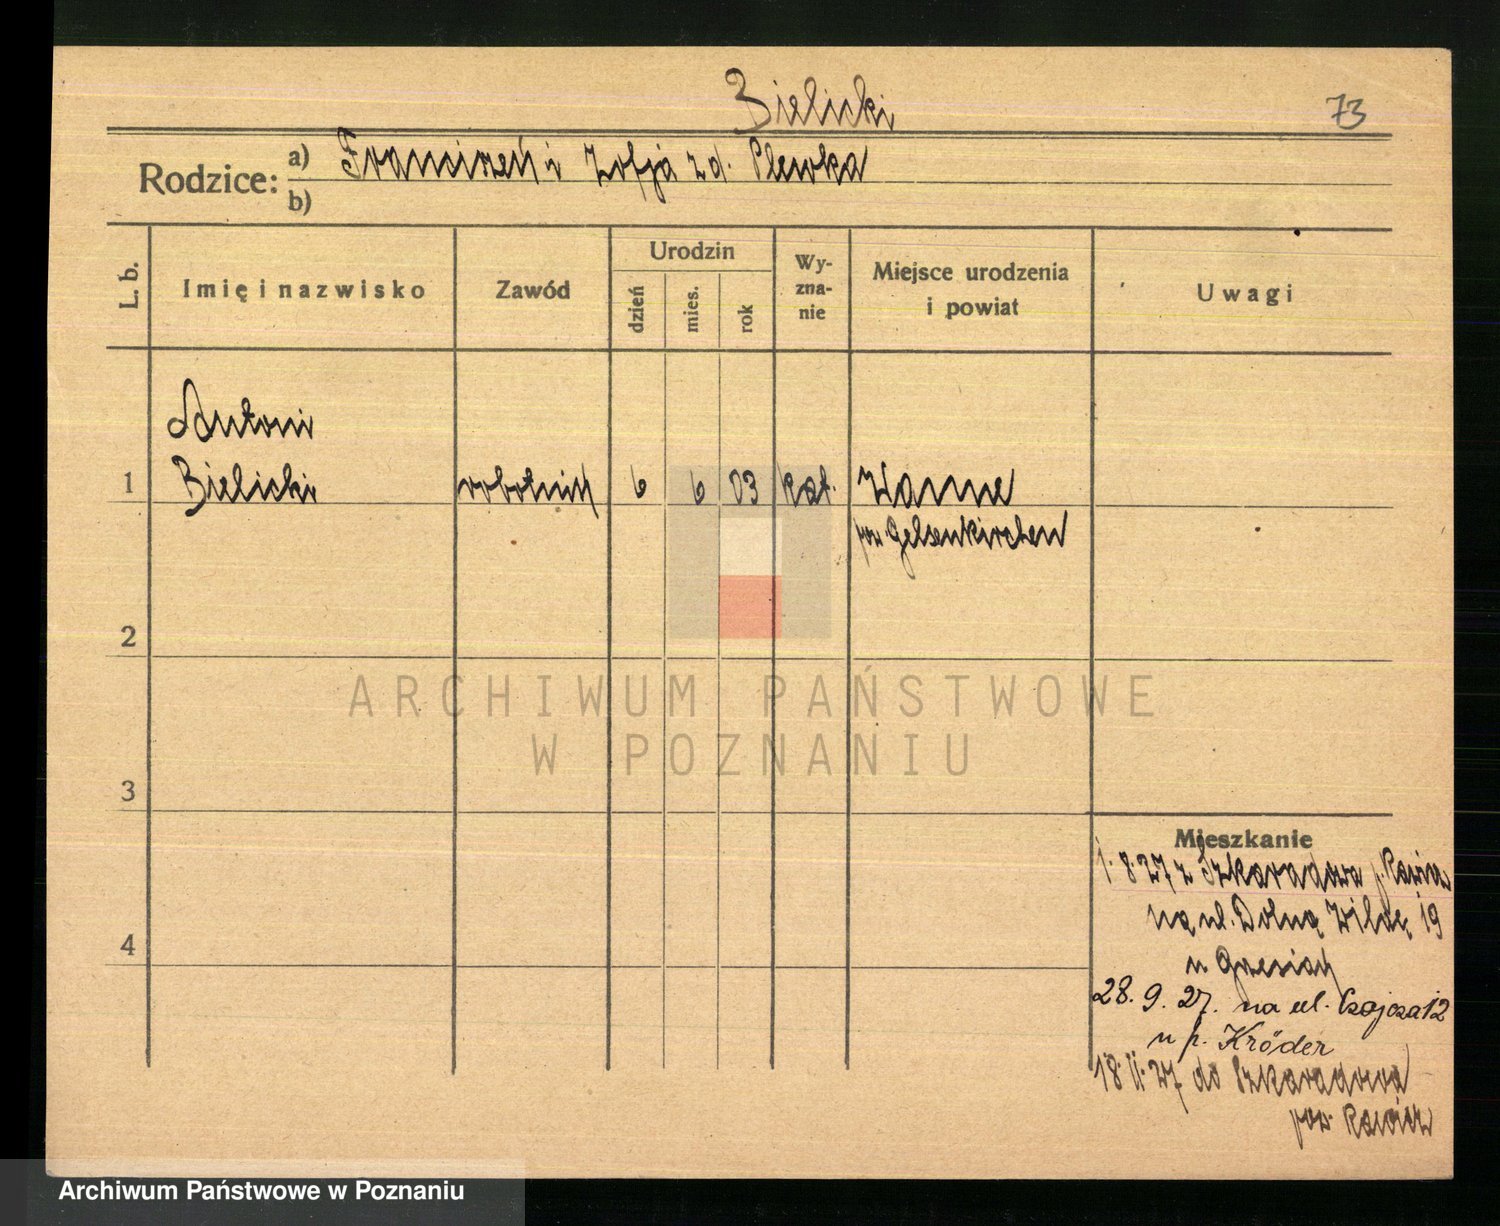 Bielicki
73
Rodzice: a) Franciszek i Zofja z d. Plewka
b)
L. b.
Imię i nazwisko
Zawód
Urodzin
dzień
mies.
rok
Wy-
zna-
nie
Miejsce urodzenia
i powiat
Uwagi
Antoni
1 Bielicki robotnik 6 6 03 kat. Wanne
pow. Gelsenkirchen
2
ARCHIWUM PAŃSTWOWE
W POZNANIU
3
Mieszkanie
1. 8. 27 z Szkaradowa p. Rawicz
na ul. Dolną Wildę 19
4
u
28. 9. 27. na ul. Czajcza 12
u p. Kröder
18. 11. 27 do Szkaradowa
pow. Rawicz
Archiwum Państwowe w Poznaniu